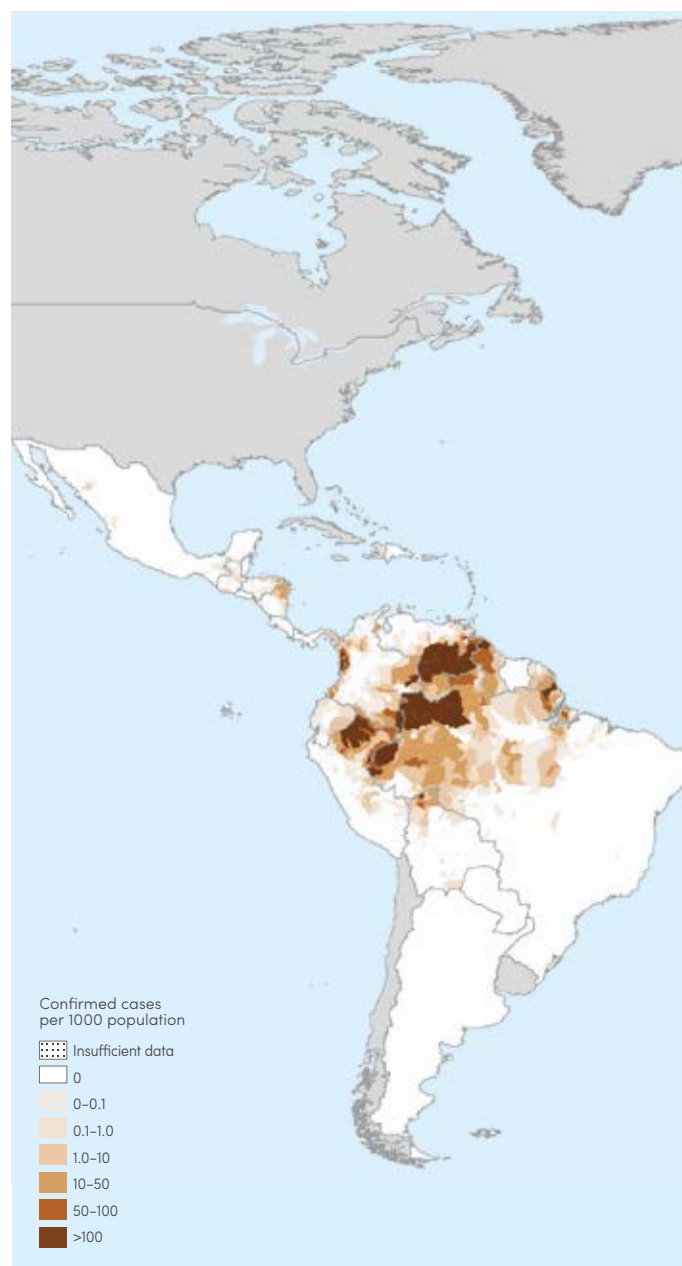 Confirmed cases
per 1000 population
Insufficient data
0
0–0.1
0.1–1.0
1.0–10
10–50
50–100
>100